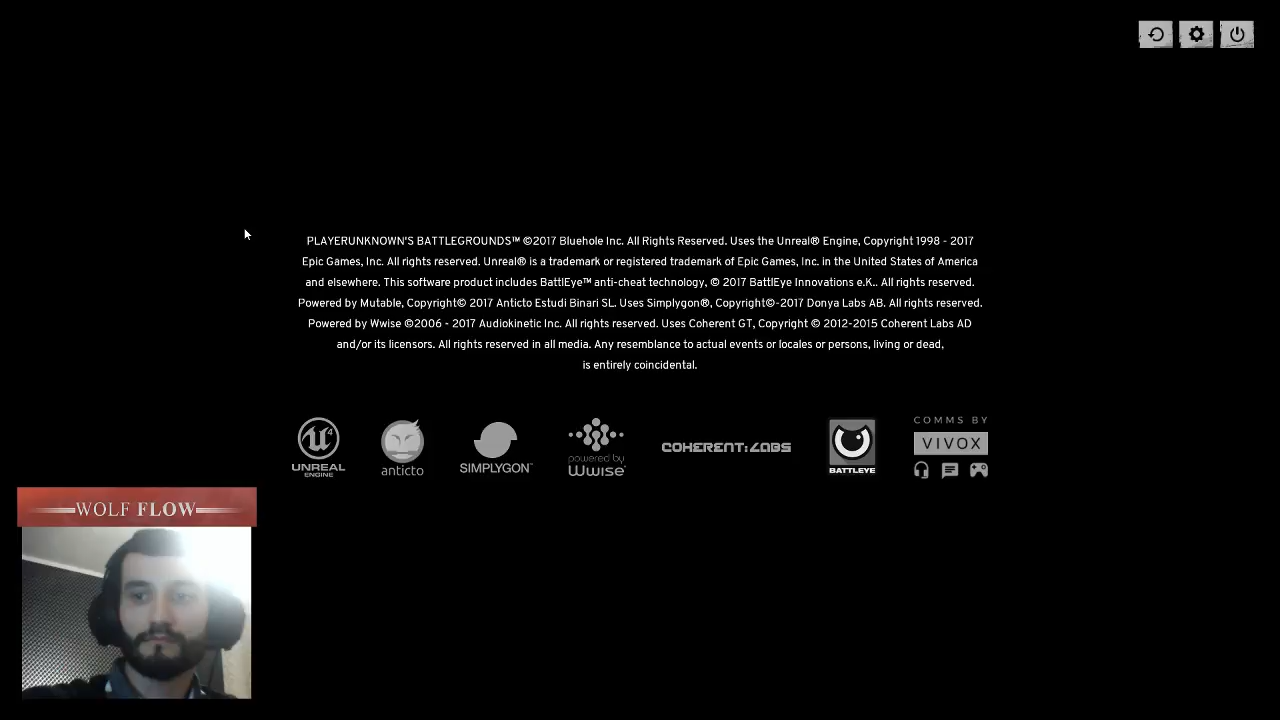 PLAYERUNKNOWN'S BATTLEGROUNDS™ ©2017 Bluehole Inc. All Rights Reserved. Uses the Unreal® Engine, Copyright 1998 - 2017
Epic Games, Inc. All rights reserved. Unreal® is a trademark or registered trademark of Epic Games, Inc. in the United States of America
and elsewhere. This software product includes BattlEye™ anti-cheat technology, © 2017 BattlEye Innovations e.K.. All rights reserved.
Powered by Mutable, Copyright© 2017 Anticto Estudi Binari SL. Uses Simplygon®, Copyright©-2017 Donya Labs AB. All rights reserved.
Powered by Wwise ©2006 - 2017 Audiokinetic Inc. All rights reserved. Uses Coherent GT, Copyright © 2012-2015 Coherent Labs AD
and/or its licensors. All rights reserved in all media. Any resemblance to actual events or locales or persons, living or dead,
is entirely coincidental.
4
UNREAL
ENGINE
anticto
SIMPLYGON™
powered by
wwise
COHERENT:LABS
BATTLEYE
COMMS BY
VIVOX
WOLF FLOW